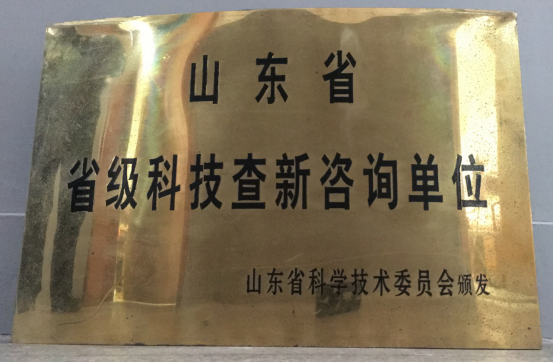 山东省
省级科技查新咨询单位
山东省科学技术委员会颁发